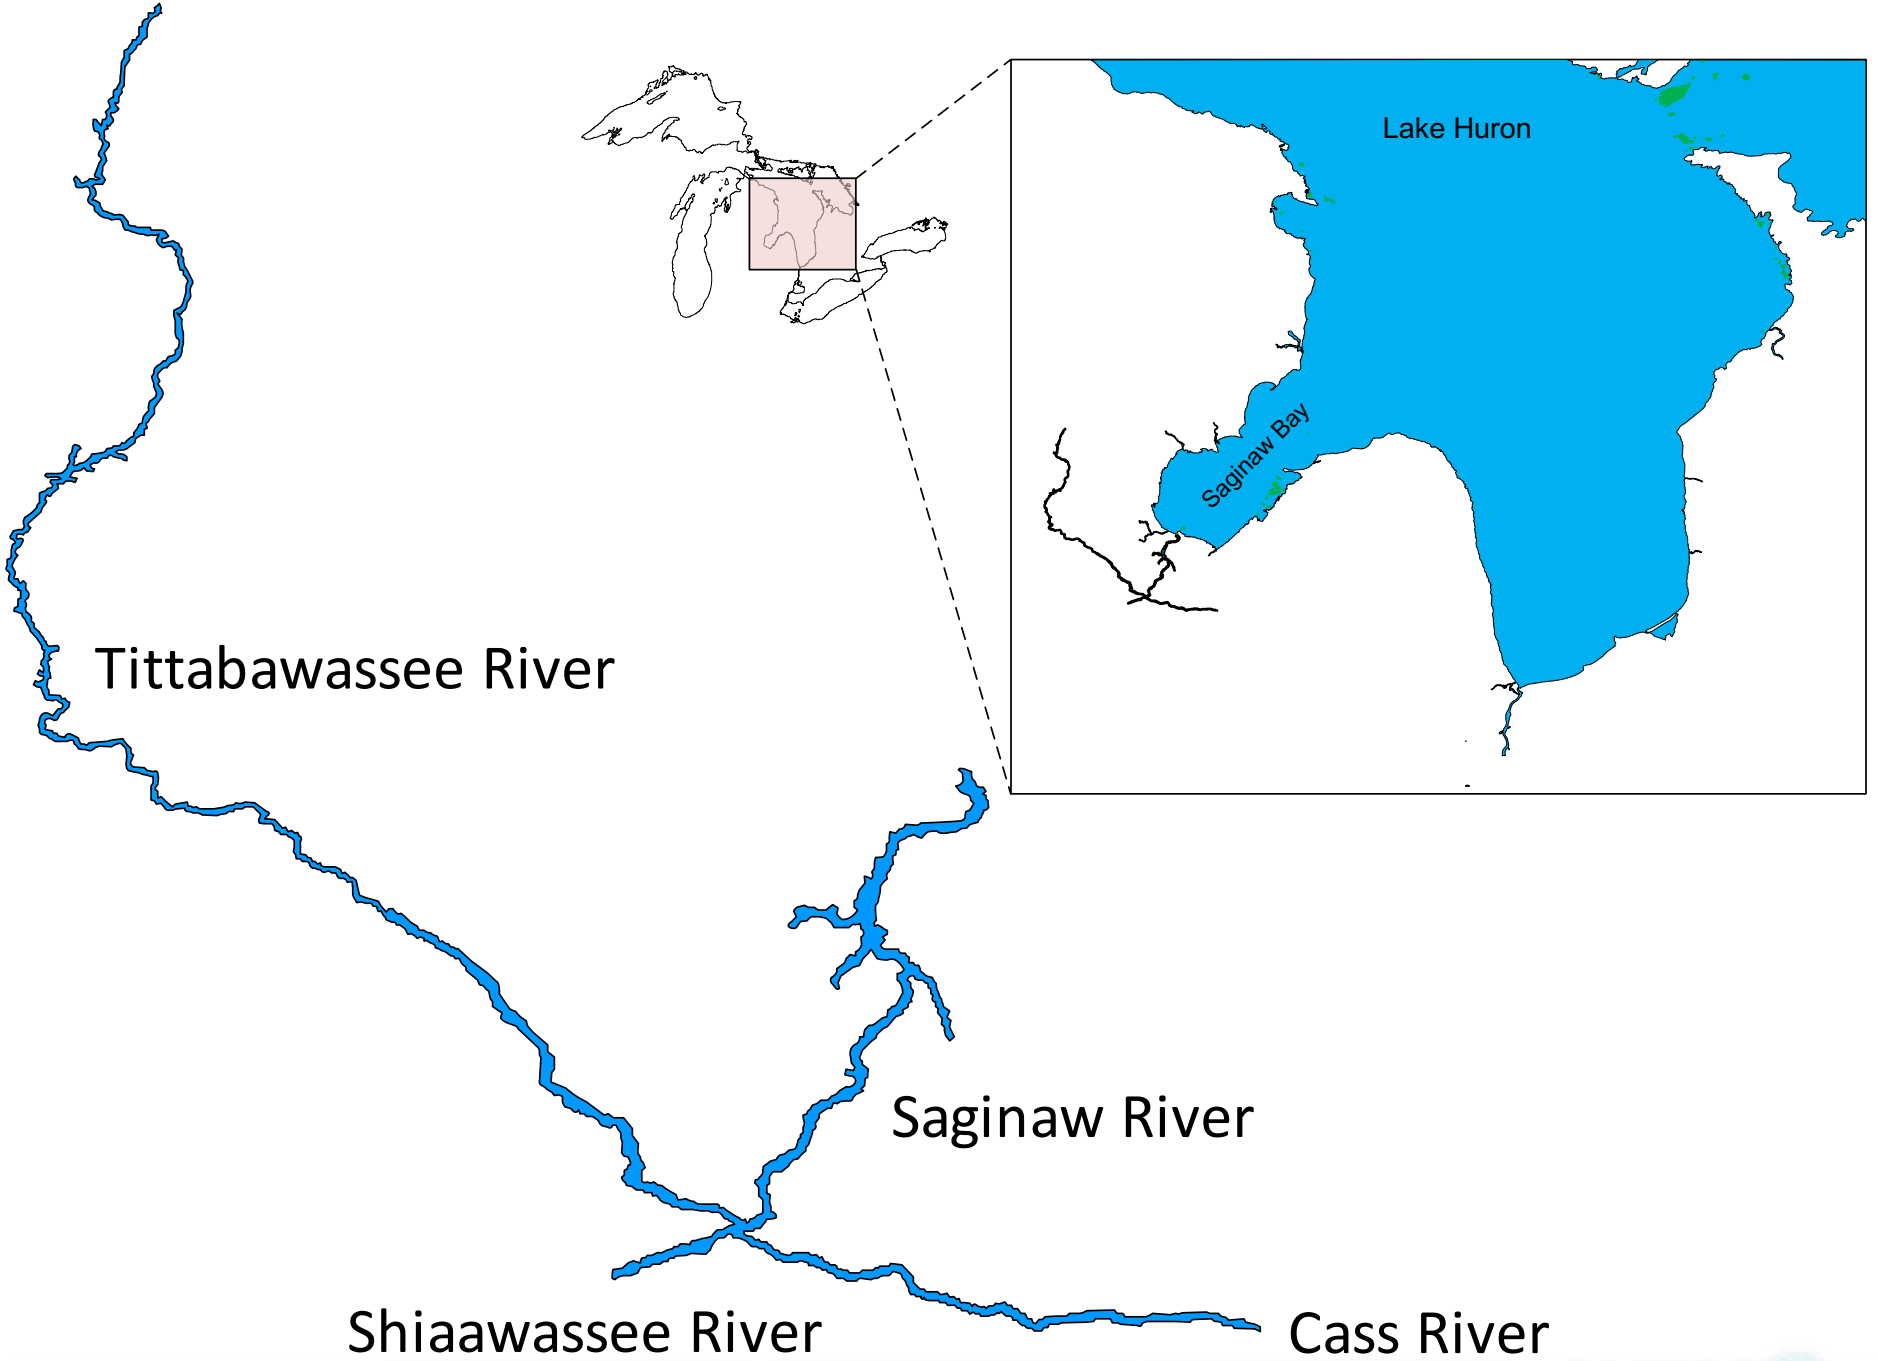 Lake Huron
Saginaw Bay
Tittabawassee River
Saginaw River
Shiaawassee River
Cass River